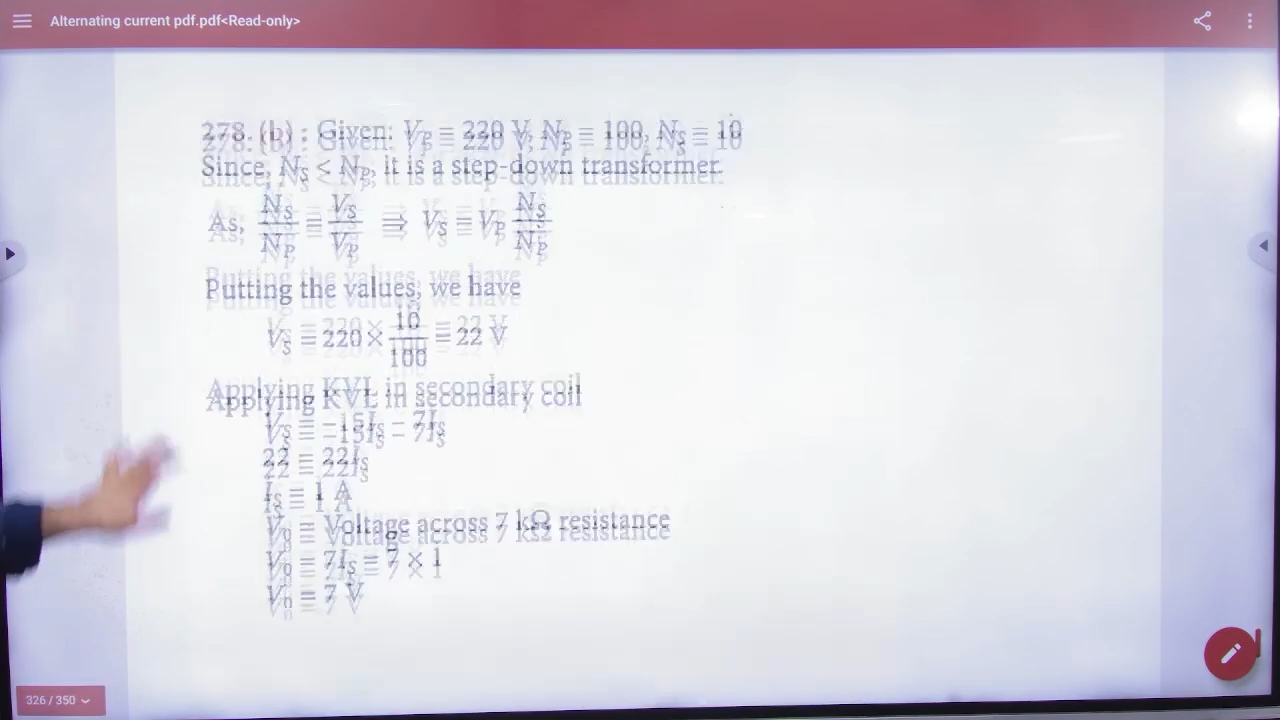 Alternating current pdf.pdf<Read-only>
278. (b) : Given: V_P = 220 V, N_P = 100, N_S = 10
Since, N_S < N_P, it is a step-down transformer.
As, N_S/N_P = V_S/V_P ⇒ V_S = V_P N_S/N_P
Putting the values, we have
V_S = 220 × 10/100 = 22 V
Applying KVL in secondary coil
V_S = −15I_S − 7I_S
22 = 22I_S
I_S = 1 A
V_0 = Voltage across 7 kΩ resistance
V_0 = 7I_S = 7 × 1
V_0 = 7 V
326 / 350